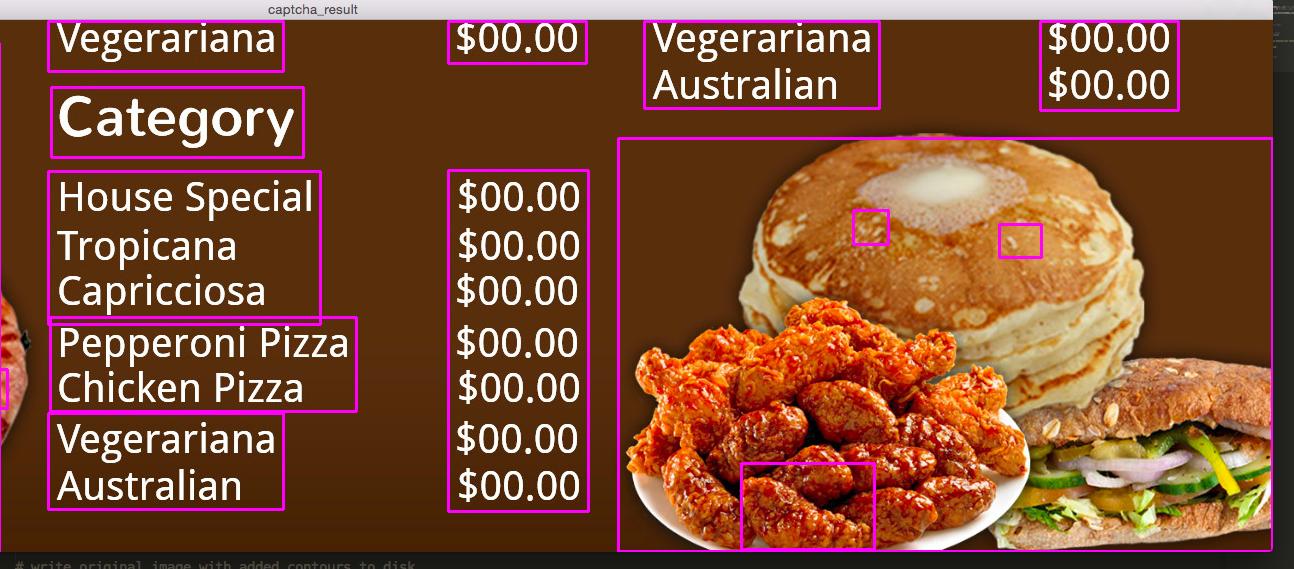 captcha_result
Vegerariana $00.00
Category
House Special $00.00
Tropicana $00.00
Capricciosa $00.00
Pepperoni Pizza $00.00
Chicken Pizza $00.00
Vegerariana $00.00
Australian $00.00
Vegerariana $00.00
Australian $00.00
# write original image with added contours to disk